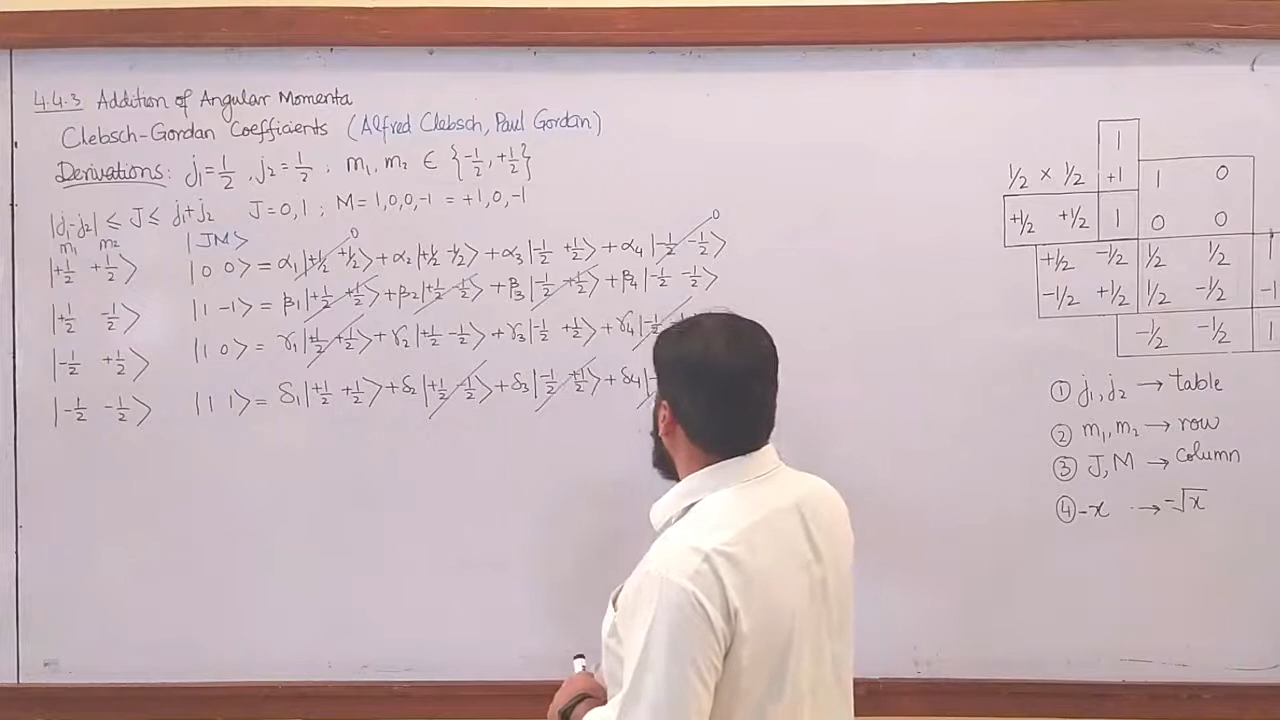 4.4.3 Addition of Angular Momenta
Clebsch-Gordan Coefficients (Alfred Clebsch, Paul Gordan)
Derivations: j₁=1/2, j₂=1/2 ; m₁, m₂ ∈ {-1/2, +1/2}
|j₁-j₂| ≤ J ≤ j₁+j₂ J=0,1 ; M=1,0,0,-1 = +1,0,-1
m₁ m₂ |JM>
|+1/2 +1/2> |0 0> = α₁|+1/2 +1/2> + α₂|+1/2 -1/2> + α₃|-1/2 +1/2> + α₄|-1/2 -1/2>
0 0
|+1/2 -1/2> |1 -1> = β₁|+1/2 +1/2> + β₂|+1/2 -1/2> + β₃|-1/2 +1/2> + β₄|-1/2 -1/2>
|-1/2 +1/2> |1 0> = γ₁|+1/2 +1/2> + γ₂|+1/2 -1/2> + γ₃|-1/2 +1/2> + γ₄|-1/2
|-1/2 -1/2> |1 1> = δ₁|+1/2 +1/2> + δ₂|+1/2 -1/2> + δ₃|-1/2 +1/2> + δ₄|-
1
1/2 × 1/2 +1 1 0
+1/2 +1/2 1 0 0
+1/2 -1/2 1/2 1/2 1
-1/2 +1/2 1/2 -1/2 -1
-1/2 -1/2 1
① j₁, j₂ → table
② m₁, m₂ → row
③ J, M → column
④ -x → -√x